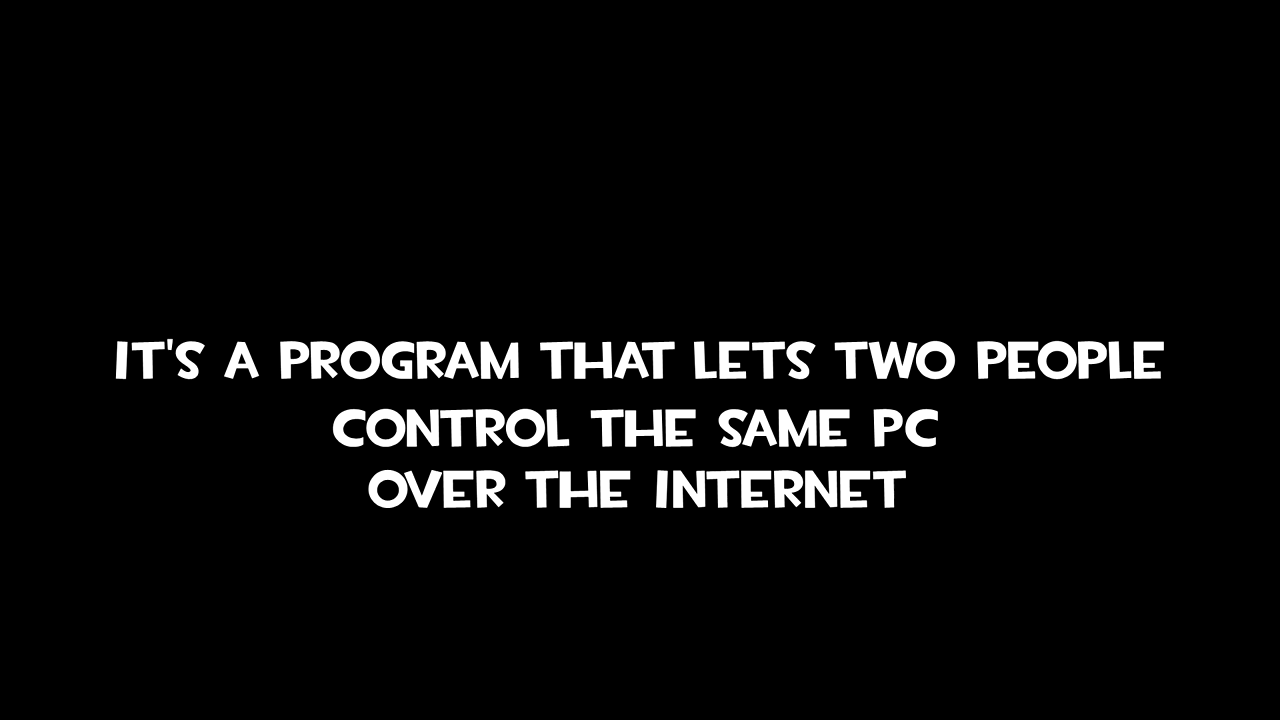 IT'S A PROGRAM THAT LETS TWO PEOPLE
CONTROL THE SAME PC
OVER THE INTERNET